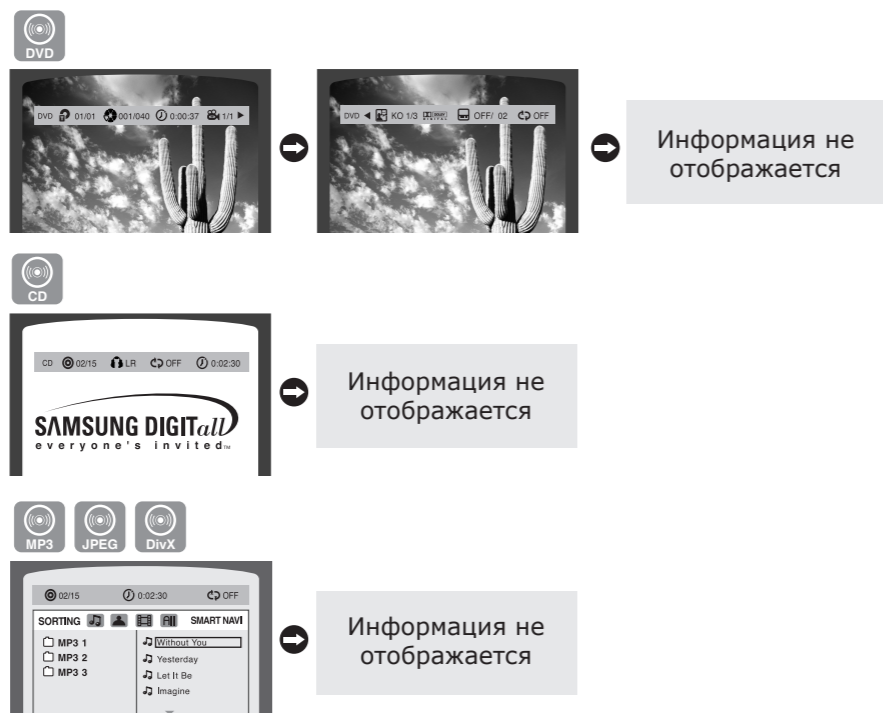 DVD
DVD 01/01 001/040 0:00:37 1/1
DVD KO 1/3 DIGITAL OFF/ 02 OFF
Информация не
отображается
CD
CD 02/15 LR OFF 0:02:30
SAMSUNG DIGITall
everyone's invited™
Информация не
отображается
MP3 JPEG DivX
02/15 0:02:30 OFF
SORTING All SMART NAVI
MP3 1
MP3 2
MP3 3
Without You
Yesterday
Let It Be
Imagine
Информация не
отображается